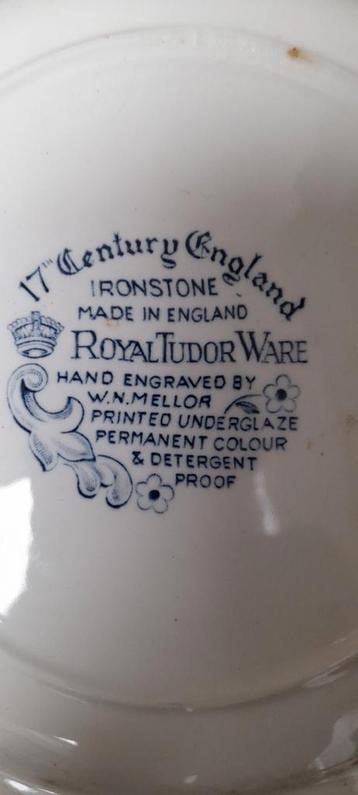 17TH Century England
IRONSTONE
MADE IN ENGLAND
ROYAL TUDOR WARE
HAND ENGRAVED BY
W.N. MELLOR
PRINTED UNDERGLAZE
PERMANENT COLOUR
& DETERGENT
PROOF